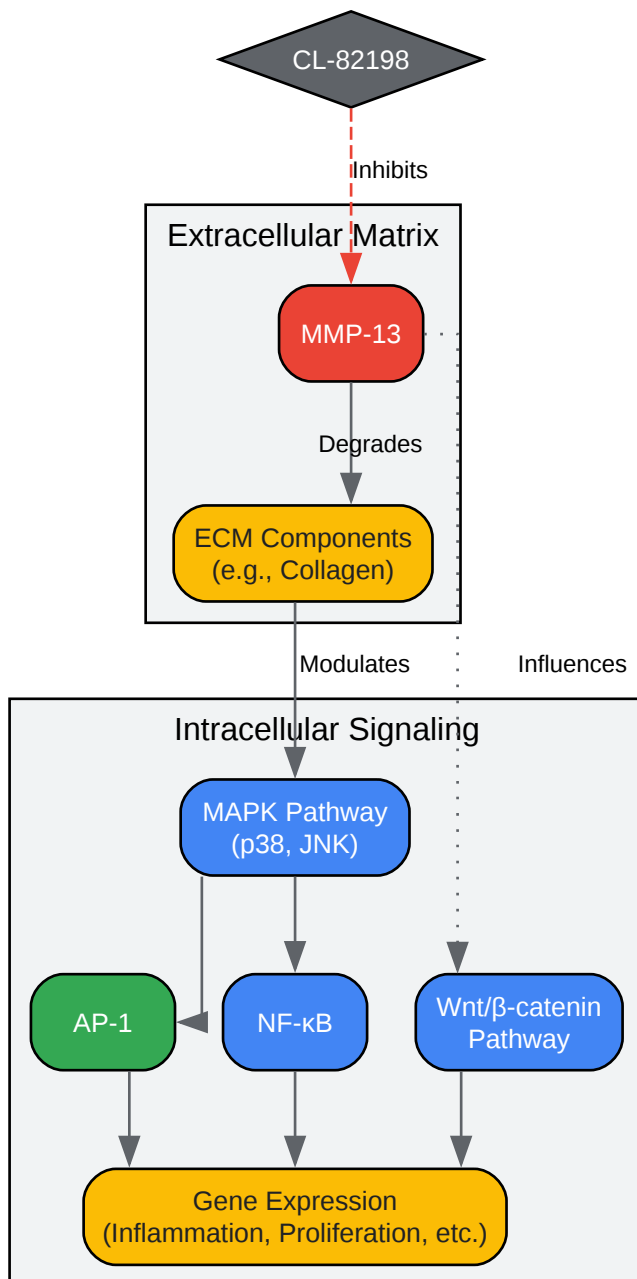 CL-82198
Inhibits
Extracellular Matrix
MMP-13
Degrades
ECM Components
(e.g., Collagen)
Modulates
Influences
Intracellular Signaling
MAPK Pathway
(p38, JNK)
AP-1
NF-κB
Wnt/β-catenin
Pathway
Gene Expression
(Inflammation, Proliferation, etc.)